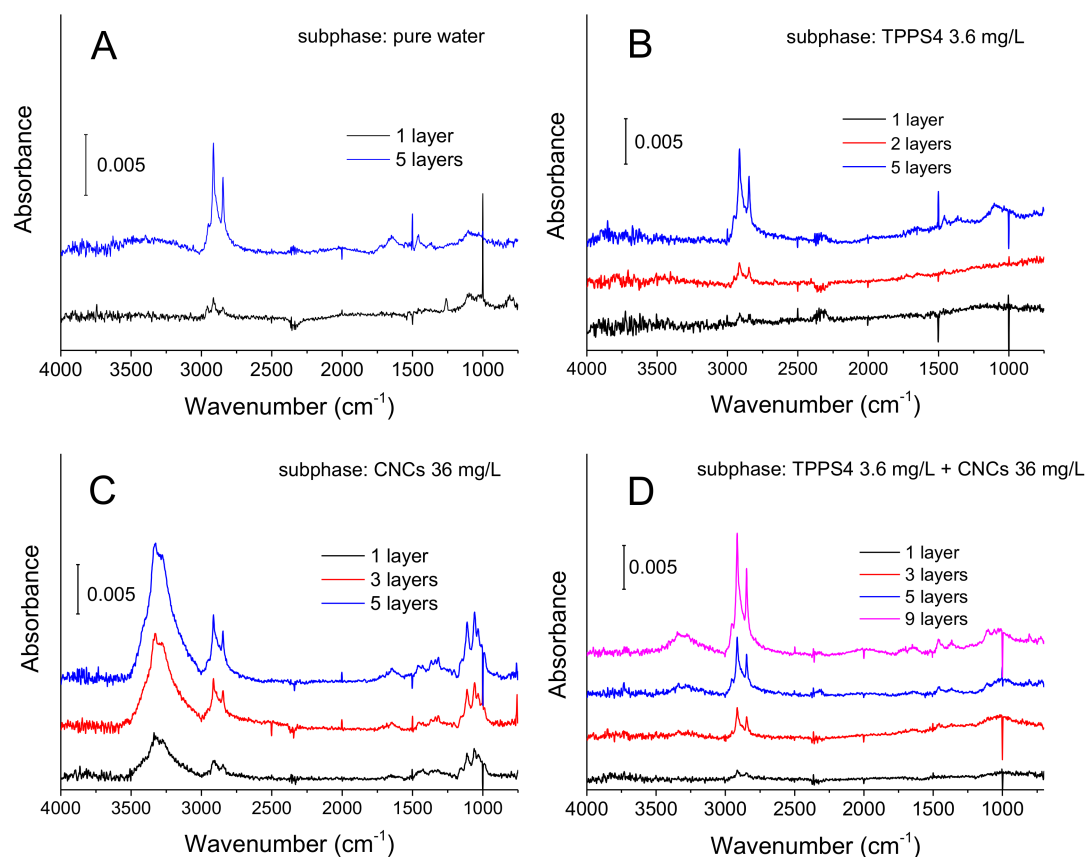 A
subphase: pure water
Absorbance
0.005
1 layer
5 layers
4000 3500 3000 2500 2000 1500 1000
Wavenumber (cm-1)
B
subphase: TPPS4 3.6 mg/L
Absorbance
0.005
1 layer
2 layers
5 layers
4000 3500 3000 2500 2000 1500 1000
Wavenumber (cm-1)
C
subphase: CNCs 36 mg/L
Absorbance
0.005
1 layer
3 layers
5 layers
4000 3500 3000 2500 2000 1500 1000
Wavenumber (cm-1)
D
subphase: TPPS4 3.6 mg/L + CNCs 36 mg/L
Absorbance
0.005
1 layer
3 layers
5 layers
9 layers
4000 3500 3000 2500 2000 1500 1000
Wavenumber (cm-1)